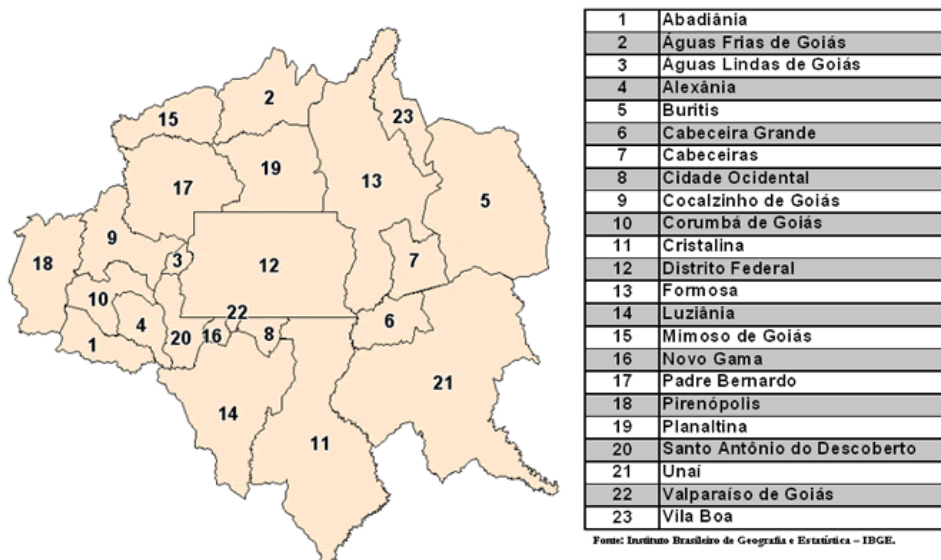 2
23
15
19
13
17
5
9
3
7
18
12
10
22
6
4
16
8
20
1
21
14
11
1 Abadiânia
2 Águas Frias de Goiás
3 Águas Lindas de Goiás
4 Alexânia
5 Buritis
6 Cabeceira Grande
7 Cabeceiras
8 Cidade Ocidental
9 Cocalzinho de Goiás
10 Corumbá de Goiás
11 Cristalina
12 Distrito Federal
13 Formosa
14 Luziânia
15 Mimoso de Goiás
16 Novo Gama
17 Padre Bernardo
18 Pirenópolis
19 Planaltina
20 Santo Antônio do Descoberto
21 Unaí
22 Valparaíso de Goiás
23 Vila Boa
Fonte: Instituto Brasileiro de Geografia e Estatística – IBGE.